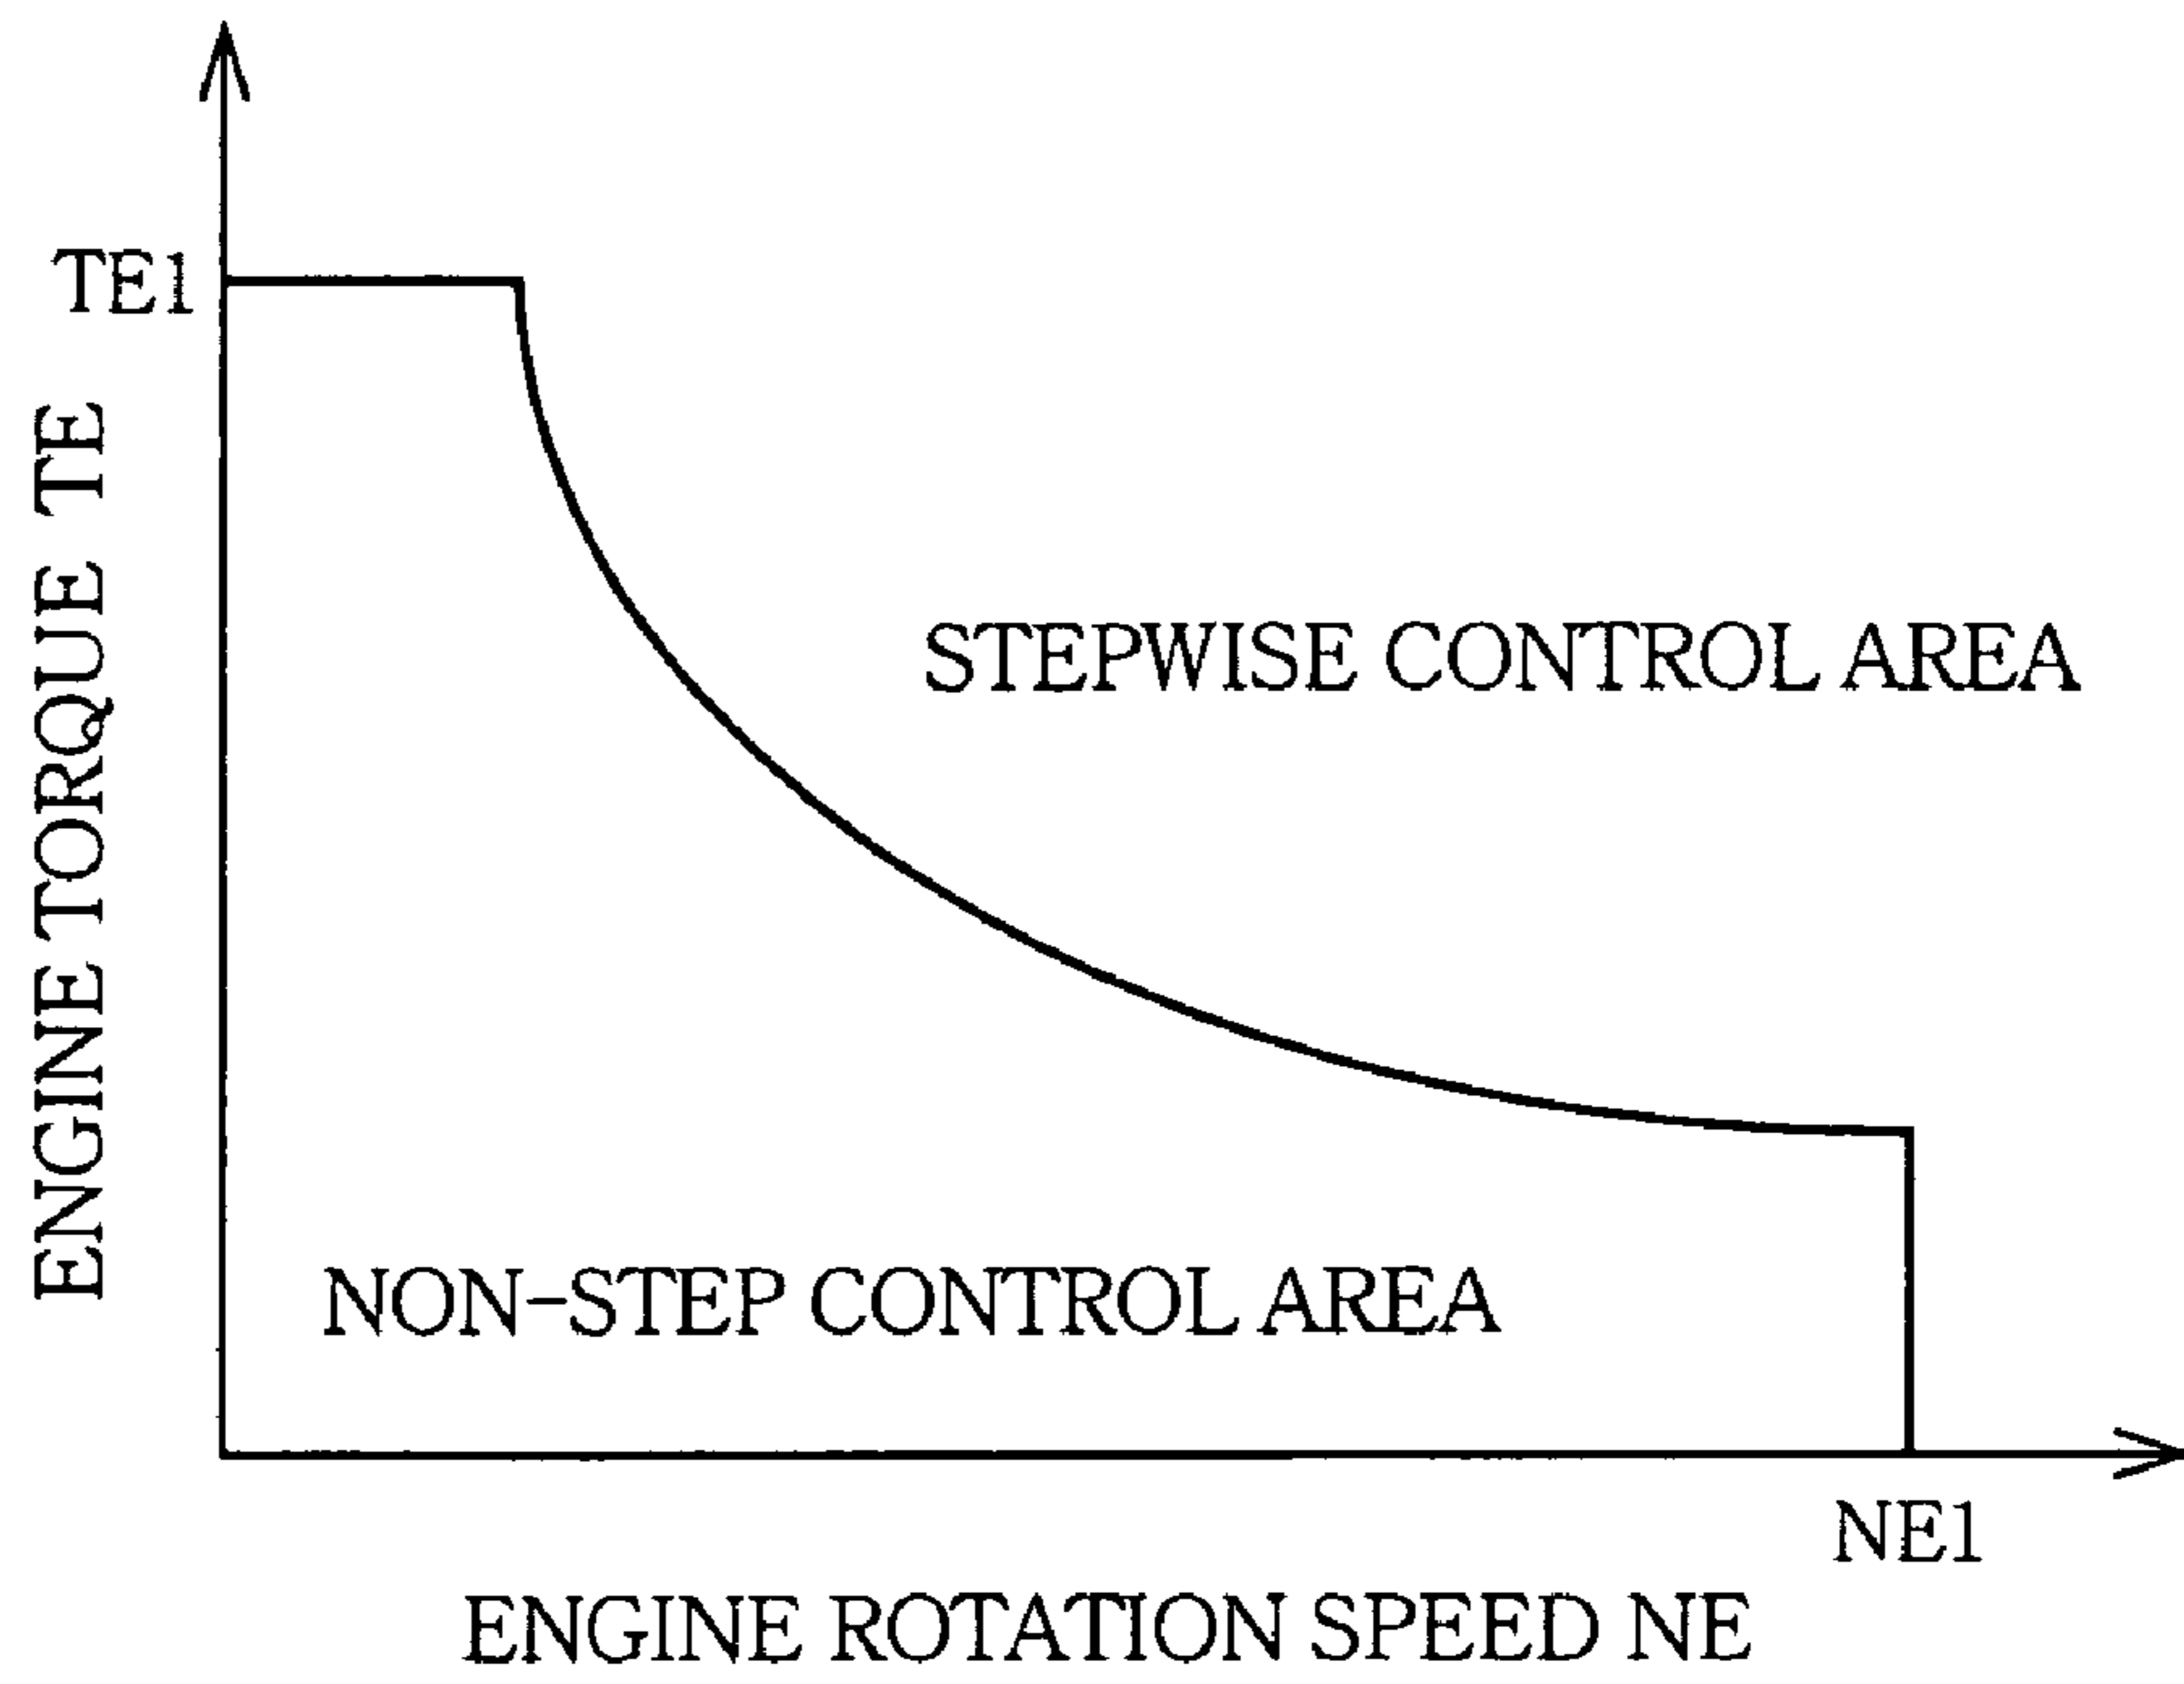 TE1
ENGINE TORQUE TE
STEPWISE CONTROL AREA
NON-STEP CONTROL AREA
NE1
ENGINE ROTATION SPEED NE